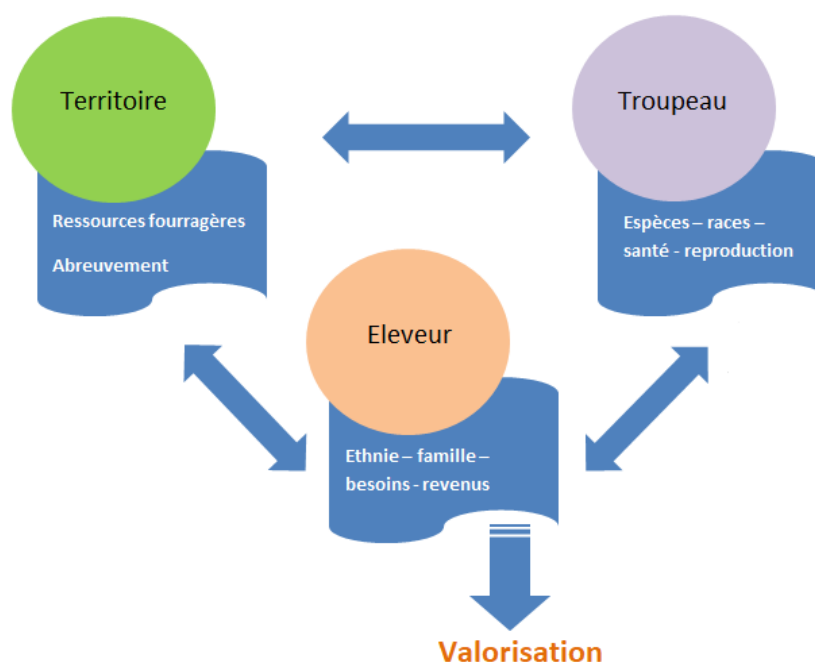 Territoire
Troupeau
Ressources fourragères
Abreuvement
Espèces – races –
santé - reproduction
Eleveur
Ethnie – famille –
besoins - revenus
Valorisation